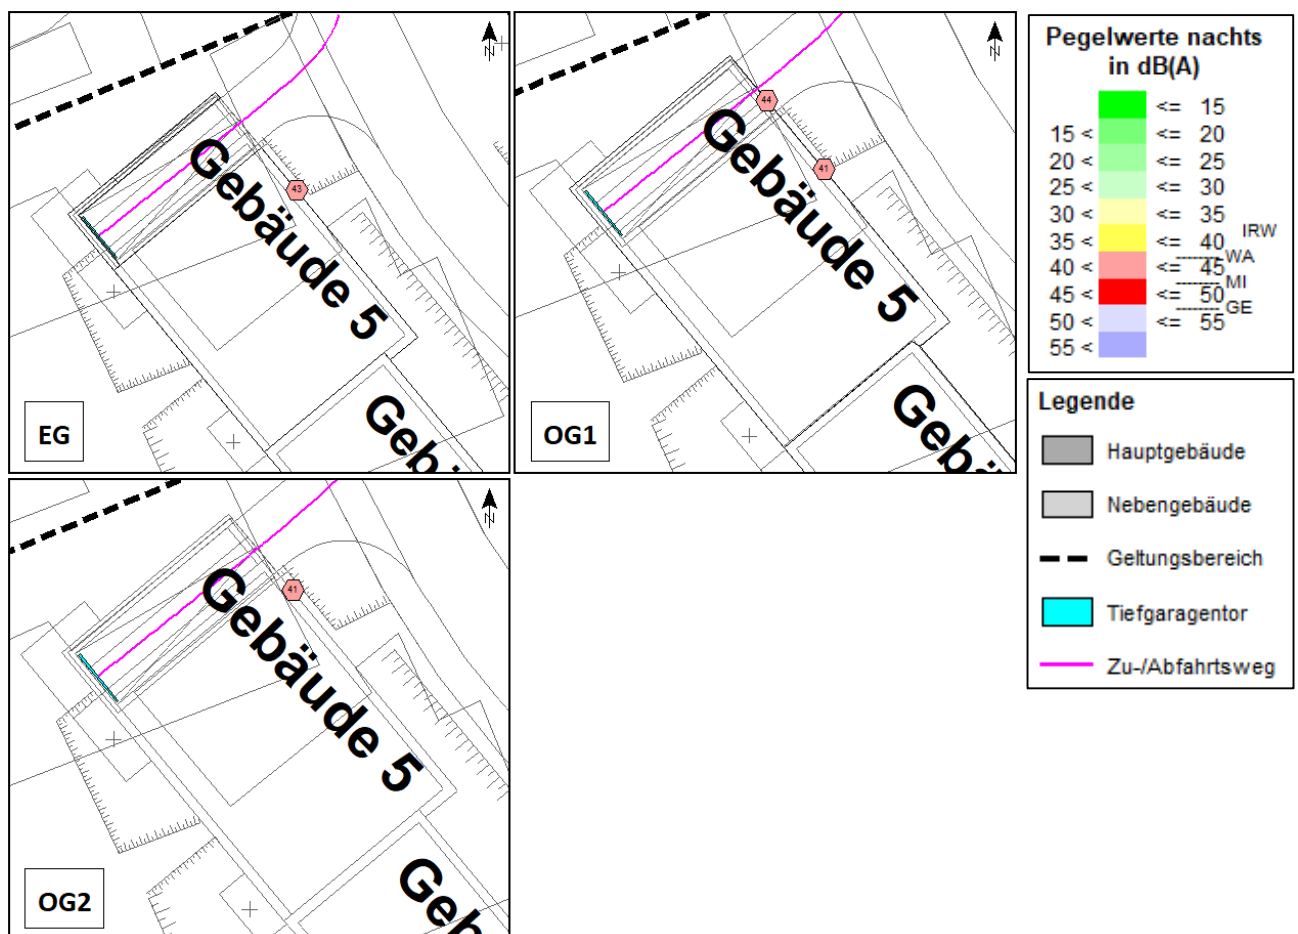 N
43
Gebäude 5
Geb
EG
N
44
41
Gebäude 5
Gebä
OG1
N
41
Gebäude 5
Geb
OG2
Pegelwerte nachts
in dB(A)
<= 15
15 < <= 20
20 < <= 25
25 < <= 30
30 < <= 35
35 < <= 40 IRW
WA
40 < <= 45
MI
45 < <= 50
GE
50 < <= 55
55 <
Legende
Hauptgebäude
Nebengebäude
Geltungsbereich
Tiefgaragentor
Zu-/Abfahrtsweg